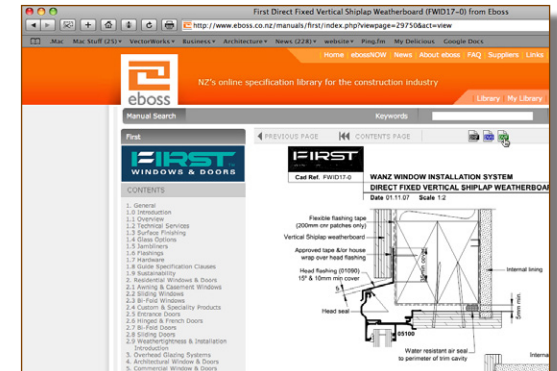 First Direct Fixed Vertical Shiplap Weatherboard (FWID17-0) from Eboss
http://www.eboss.co.nz/manuals/first/index.php?viewpage=29750&act=view
.Mac Mac Stuff (25) VectorWorks Business Architecture News (228) website Ping.fm My Delicious Google Docs
Home | ebossNOW | News | About eboss | FAQ | Suppliers | Links
eboss
NZ's online specification library for the construction industry
Library | My Library
Manual Search
Keywords
First
PREVIOUS PAGE
CONTENTS PAGE
FIRST
WINDOWS & DOORS
CONTENTS
1. General
1.0 Introduction
1.1 Overview
1.2 Technical Services
1.3 Surface Finishing
1.4 Glass Options
1.5 Jambliners
1.6 Flashings
1.7 Hardware
1.8 Guide Specification Clauses
1.9 Sustainability
2. Residential Windows & Doors
2.1 Awning & Casement Windows
2.2 Sliding Windows
2.3 Bi-Fold Windows
2.4 Custom & Speciality Products
2.5 Entrance Doors
2.6 Hinged & French Doors
2.7 Bi-Fold Doors
2.8 Sliding Doors
2.9 Weathertightness & Installation
Introduction
3. Overhead Glazing Systems
4. Architectural Window & Doors
5. Commercial Window & Doors
FIRST
Cad Ref. FWID17-0
WANZ WINDOW INSTALLATION SYSTEM
DIRECT FIXED VERTICAL SHIPLAP WEATHERBOAR
Date 01.11.07 Scale 1:2
Flexible flashing tape
(200mm on patches only)
Vertical Shiplap weatherboard
Approved tape &/or house
wrap over head flashing
Head flashing (01090)
15° & 10mm min cover
Head seal
5
05100
Internal lining
5mm min.
Water resistant air seal
to perimeter of trim cavity
Interna